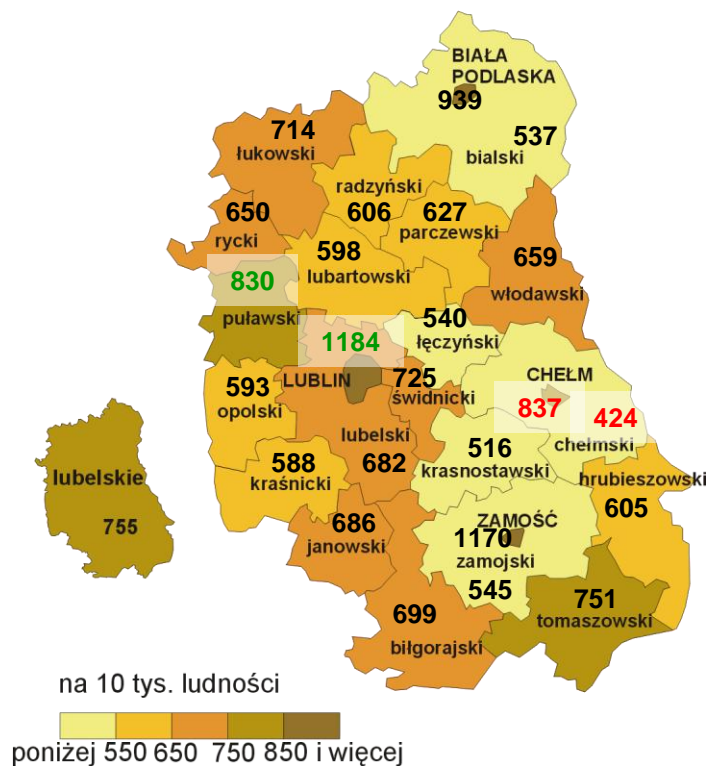 BIAŁA
PODLASKA
939
537
bialski
714
łukowski
radzyński
606
627
parczewski
650
rycki
598
lubartowski
659
włodawski
830
puławski
540
łęczyński
1184
LUBLIN
725
świdnicki
CHEŁM
837
424
chełmski
593
opolski
lubelski
682
516
krasnostawski
588
kraśnicki
hrubieszowski
605
lubelskie
755
686
janowski
ZAMOŚĆ
1170
zamojski
545
751
tomaszowski
699
biłgorajski
na 10 tys. ludności
poniżej 550 650 750 850 i więcej